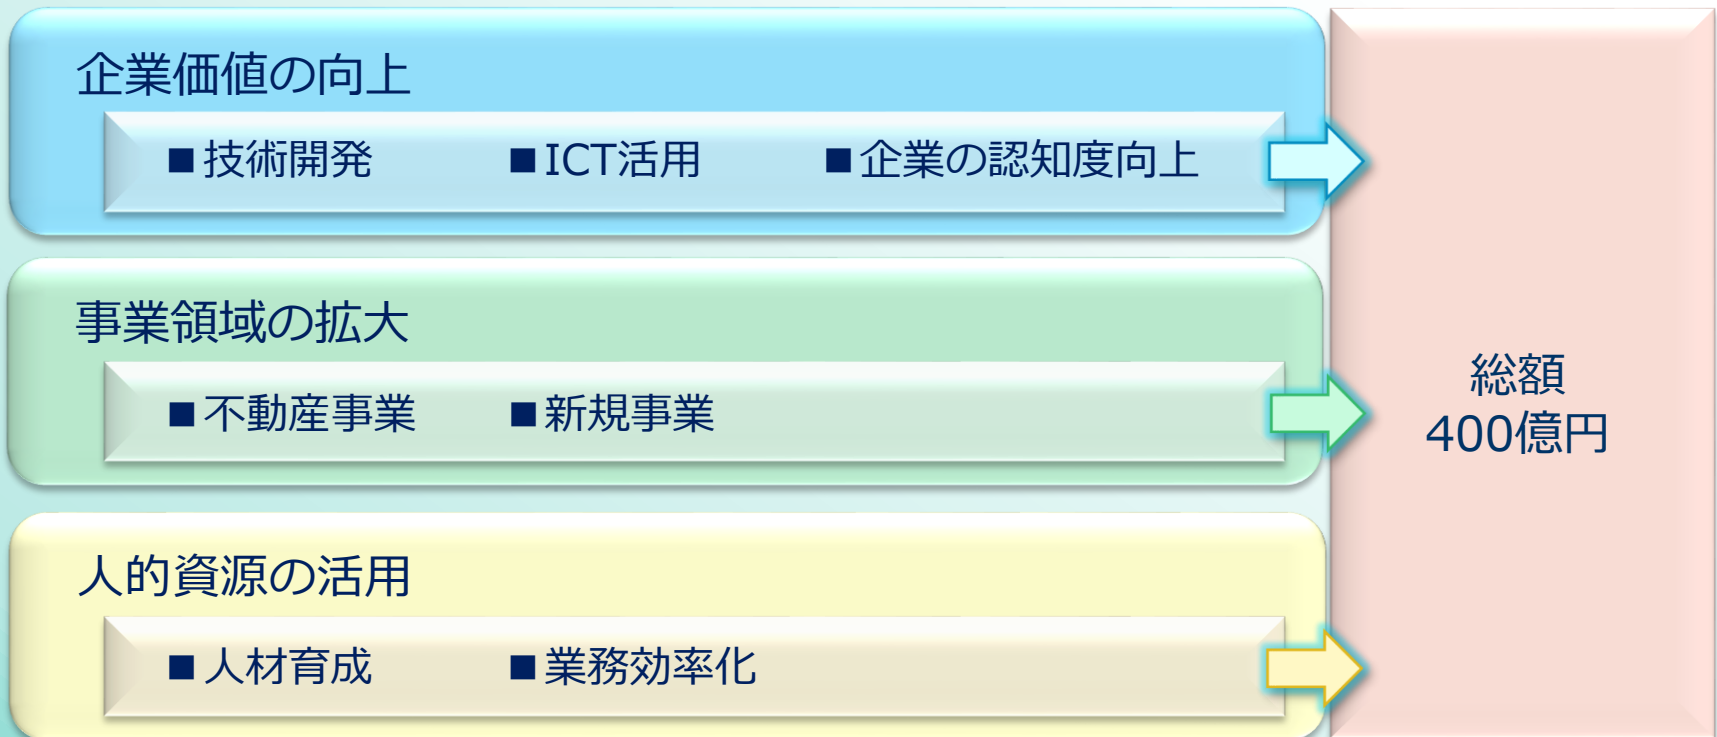 企業価値の向上
■技術開発 ■ICT活用 ■企業の認知度向上
事業領域の拡大
■不動産事業 ■新規事業
人的資源の活用
■人材育成 ■業務効率化
総額
400億円